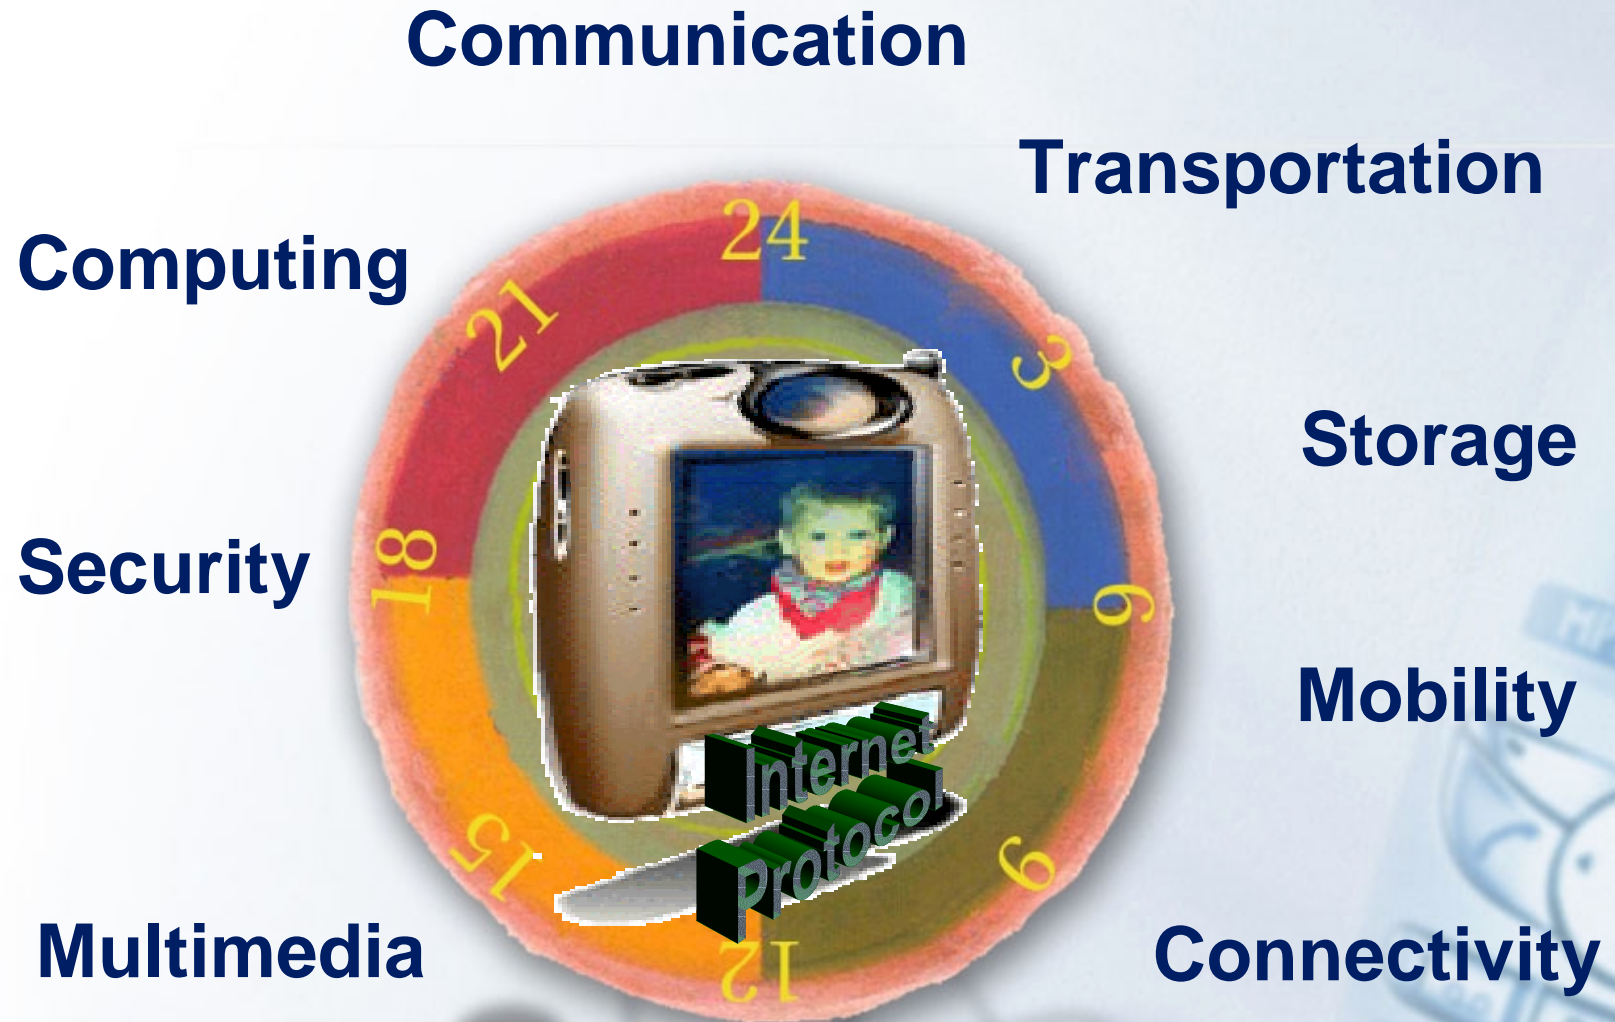 Communication
Transportation
Computing
24
21
3
Storage
18
Security
6
Mobility
Internet
Protocol
15
9
12
Multimedia
Connectivity